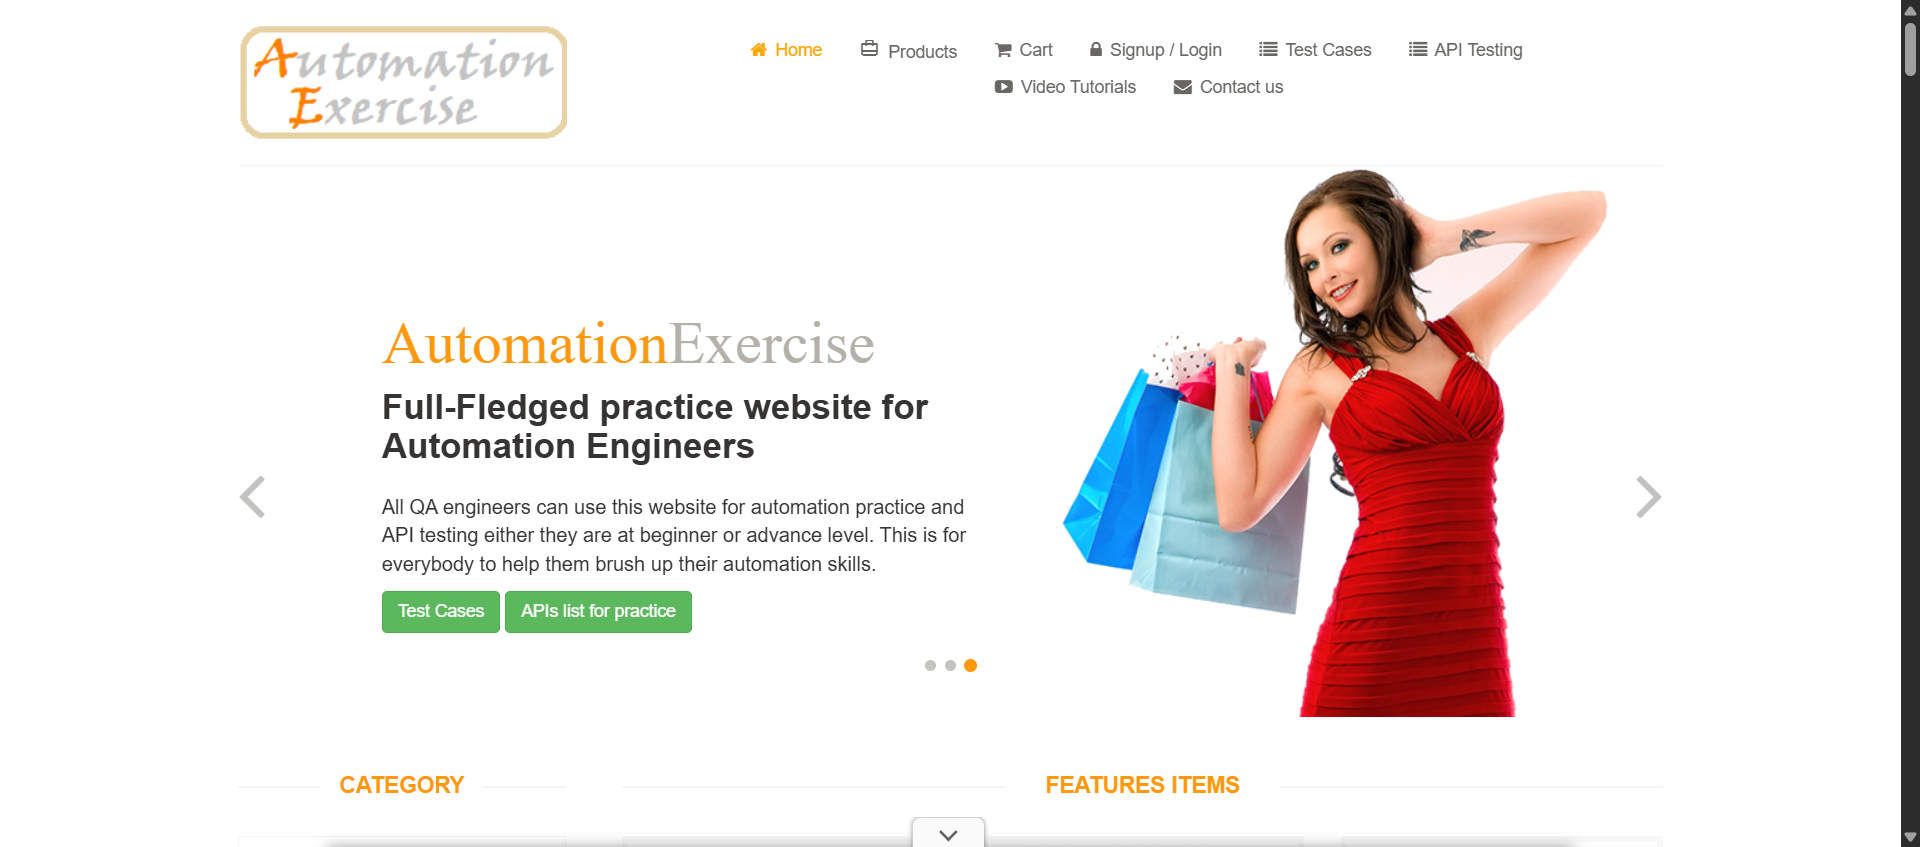 Automation
Exercise
Home
Products
Cart
Signup / Login
Test Cases
API Testing
Video Tutorials
Contact us
AutomationExercise
Full-Fledged practice website for
Automation Engineers
All QA engineers can use this website for automation practice and
API testing either they are at beginner or advance level. This is for
everybody to help them brush up their automation skills.
Test Cases
APIs list for practice
CATEGORY
FEATURES ITEMS